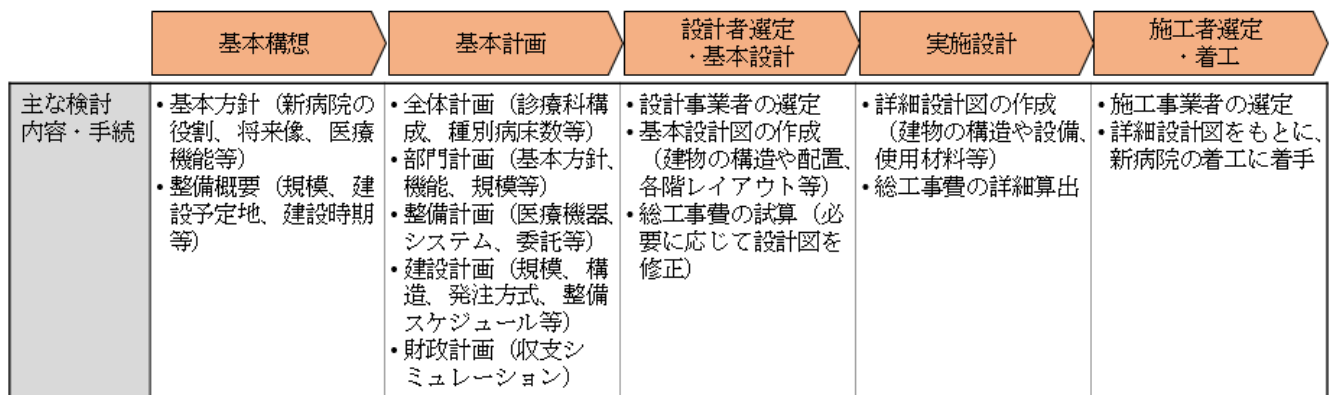 基本構想
基本計画
設計者選定
・基本設計
実施設計
施工者選定
・着工
主な検討
内容・手続
・基本方針（新病院の
役割、将来像、医療
機能等）
・整備概要（規模、建
設予定地、建設時期
等）
・全体計画（診療科構
成、種別病床数等）
・部門計画（基本方針、
機能、規模等）
・整備計画（医療機器、
システム、委託等）
・建設計画（規模、構
造、発注方式、整備
スケジュール等）
・財政計画（収支シ
ミュレーション）
・設計事業者の選定
・基本設計図の作成
（建物の構造や配置、
各階レイアウト等）
・総工事費の試算（必
要に応じて設計図を
修正）
・詳細設計図の作成
（建物の構造や設備、
使用材料等）
・総工事費の詳細算出
・施工事業者の選定
・詳細設計図をもとに、
新病院の着工に着手